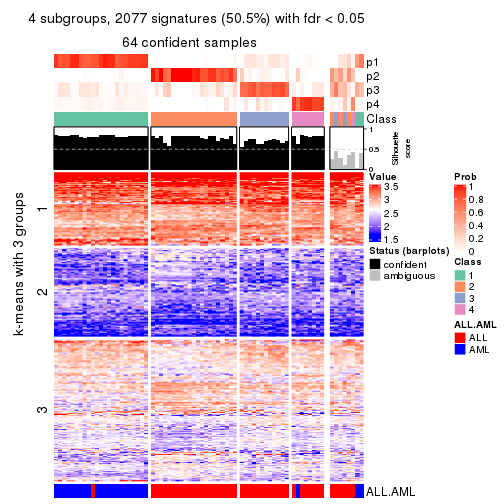 4 subgroups, 2077 signatures (50.5%) with fdr < 0.05
64 confident samples
p1
p2
p3
p4
Class
1
0.5
0
Silhouette
score
k-means with 3 groups
1
2
3
ALL.AML
Value
3.5
3
2.5
2
1.5
Status (barplots)
confident
ambiguous
Prob
1
0.8
0.6
0.4
0.2
0
Class
1
2
3
4
ALL.AML
ALL
AML